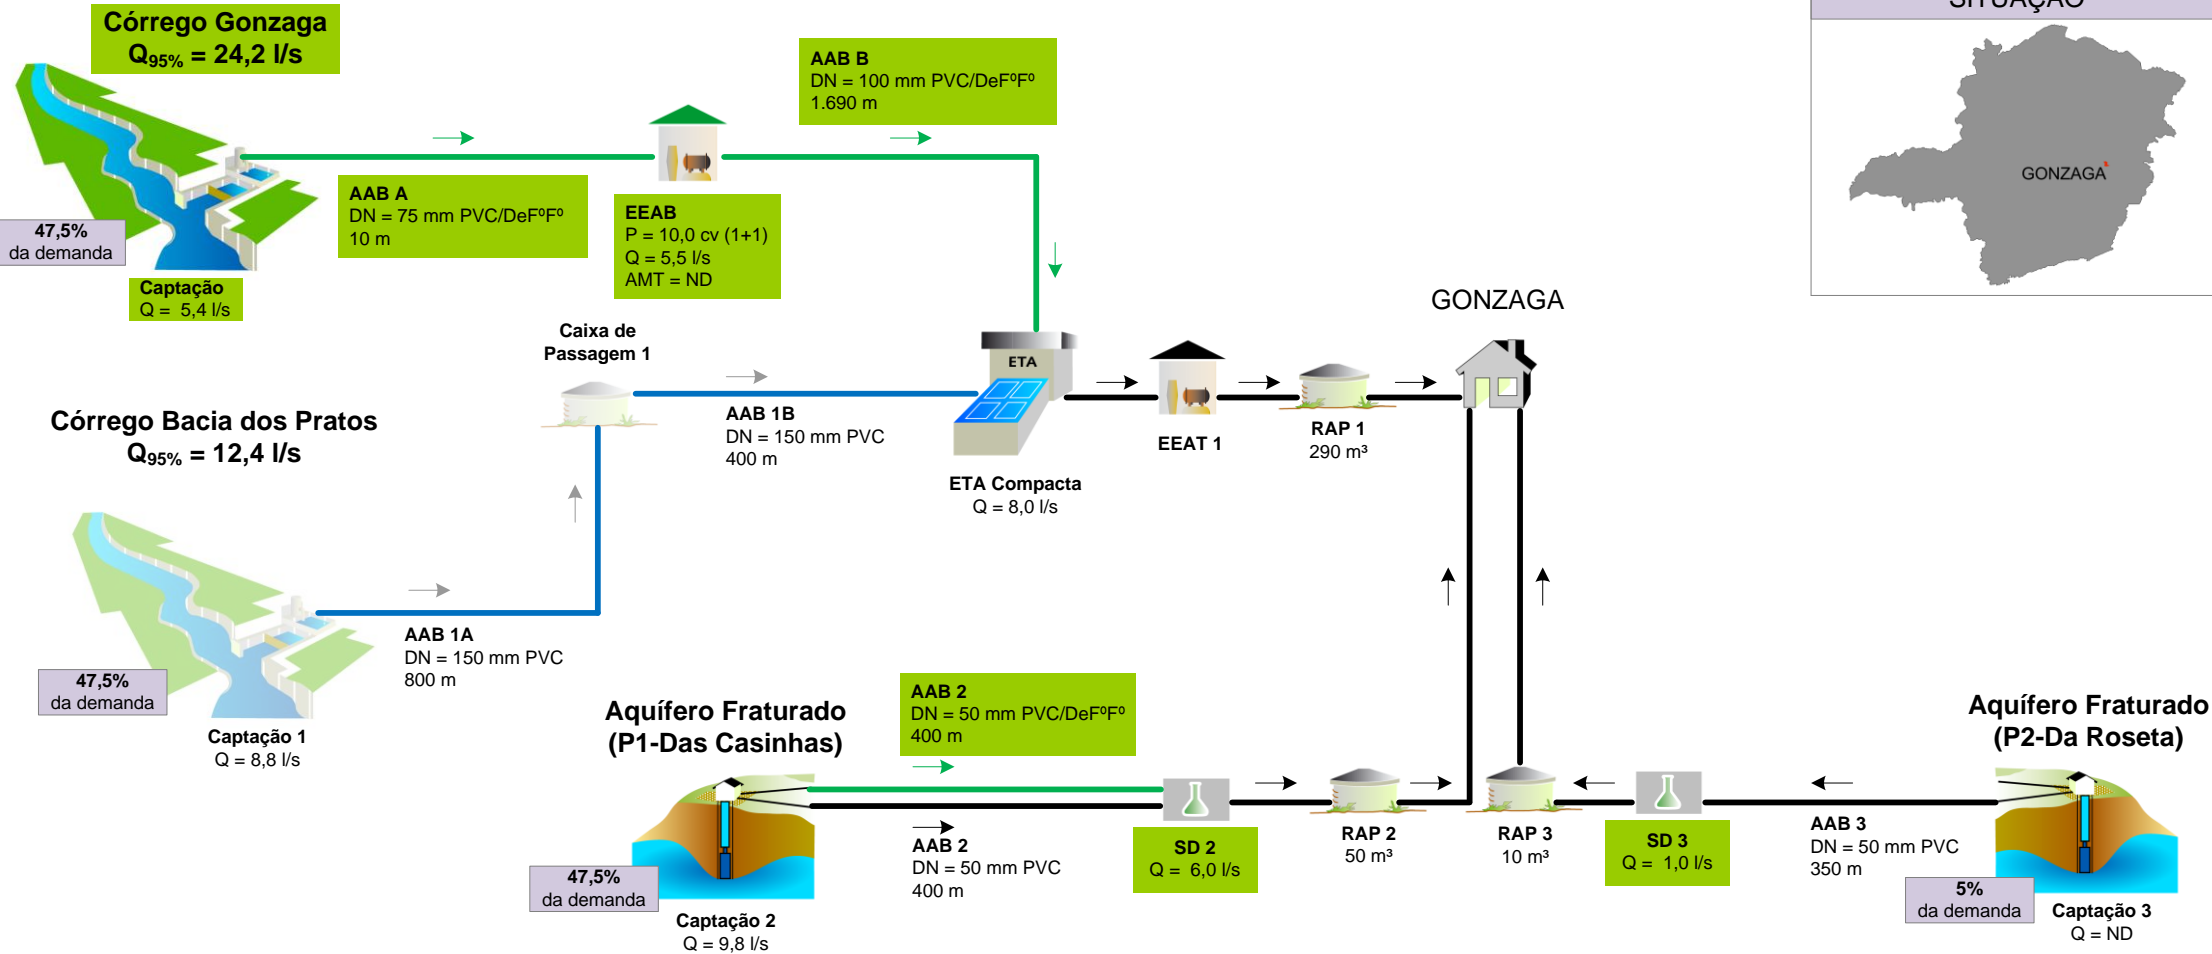 Córrego Gonzaga
Q95% = 24,2 l/s
47,5%
da demanda
Captação
Q = 5,4 l/s
AAB A
DN = 75 mm PVC/DeFºFº
10 m
EEAB
P = 10,0 cv (1+1)
Q = 5,5 l/s
AMT = ND
AAB B
DN = 100 mm PVC/DeFºFº
1.690 m
SITUAÇÃO
GONZAGA
Caixa de
Passagem 1
Córrego Bacia dos Pratos
Q95% = 12,4 l/s
AAB 1B
DN = 150 mm PVC
400 m
ETA
ETA Compacta
Q = 8,0 l/s
EEAT 1
RAP 1
290 m³
GONZAGA
47,5%
da demanda
Captação 1
Q = 8,8 l/s
AAB 1A
DN = 150 mm PVC
800 m
Aquífero Fraturado
(P1-Das Casinhas)
47,5%
da demanda
Captação 2
Q = 9,8 l/s
AAB 2
DN = 50 mm PVC/DeFºFº
400 m
AAB 2
DN = 50 mm PVC
400 m
SD 2
Q = 6,0 l/s
RAP 2
50 m³
RAP 3
10 m³
SD 3
Q = 1,0 l/s
AAB 3
DN = 50 mm PVC
350 m
Aquífero Fraturado
(P2-Da Roseta)
5%
da demanda
Captação 3
Q = ND